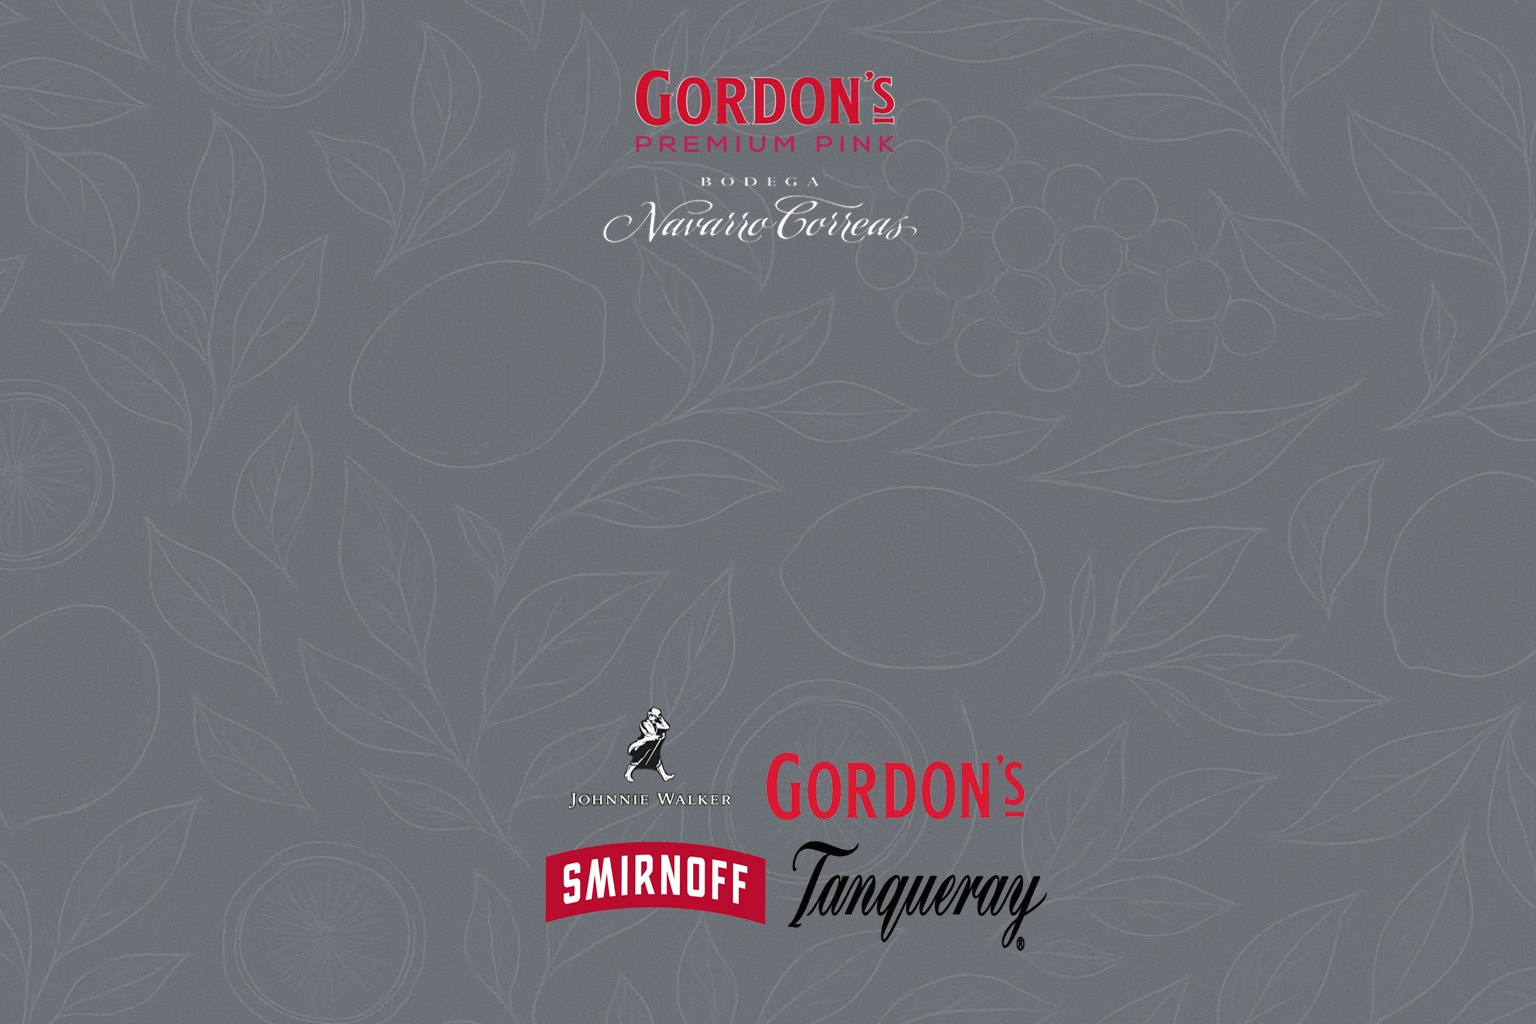 GORDON'S
PREMIUM PINK
BODEGA
Navarro Correas
JOHNNIE WALKER
GORDON'S
SMIRNOFF
Tanqueray®